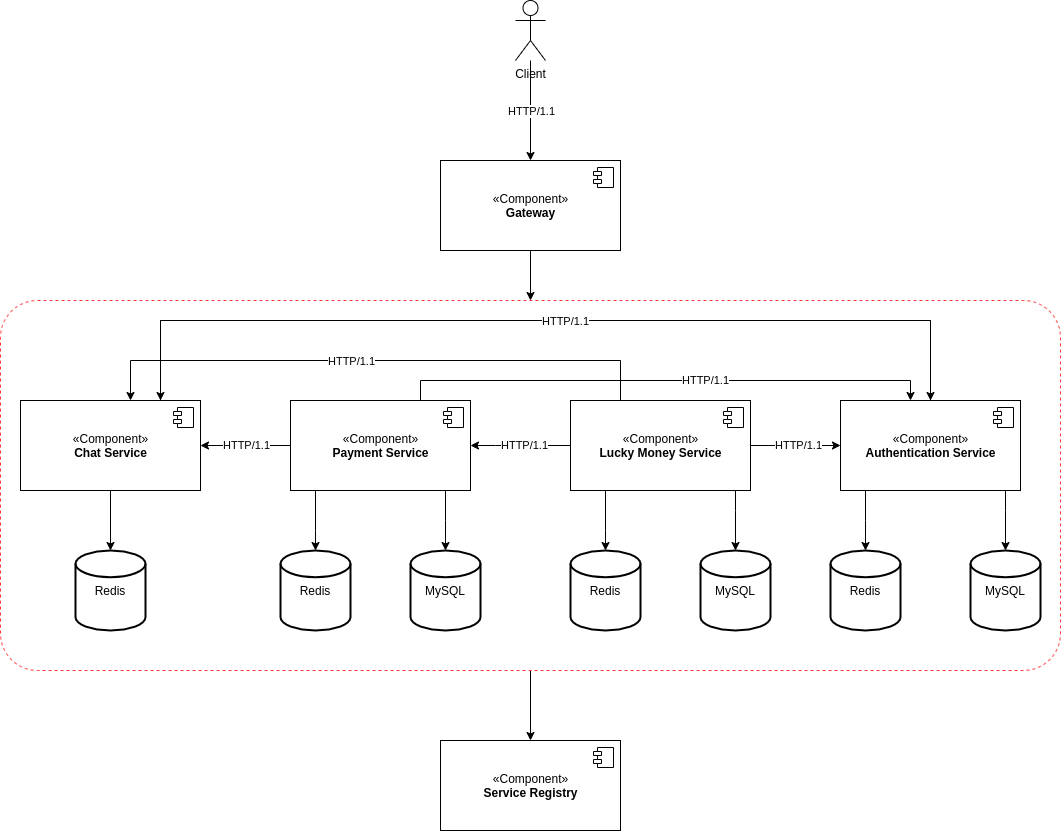 Client
HTTP/1.1
«Component»
Gateway
HTTP/1.1
HTTP/1.1
HTTP/1.1
«Component»
Chat Service
HTTP/1.1
«Component»
Payment Service
HTTP/1.1
«Component»
Lucky Money Service
HTTP/1.1
«Component»
Authentication Service
Redis
Redis
MySQL
Redis
MySQL
Redis
MySQL
«Component»
Service Registry